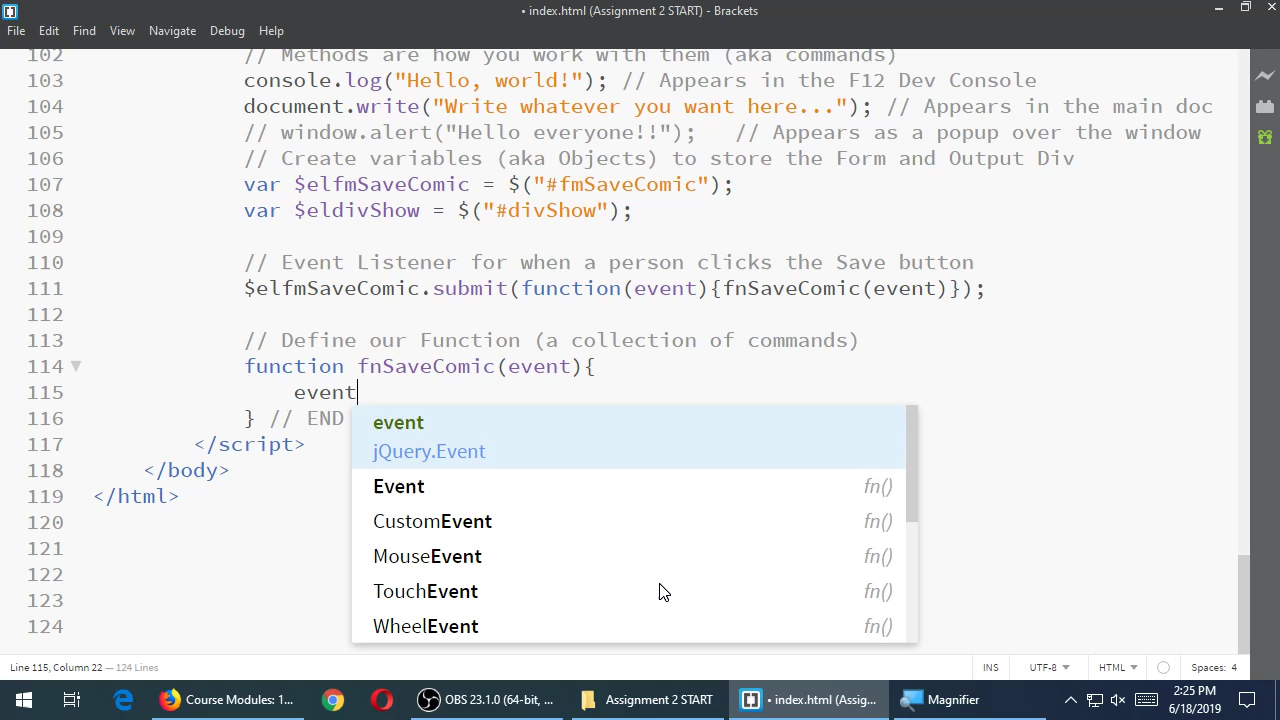 • index.html (Assignment 2 START) - Brackets
File Edit Find View Navigate Debug Help
102 // Methods are how you work with them (aka commands)
103 console.log("Hello, world!"); // Appears in the F12 Dev Console
104 document.write("Write whatever you want here..."); // Appears in the main doc
105 // window.alert("Hello everyone!!"); // Appears as a popup over the window
106 // Create variables (aka Objects) to store the Form and Output Div
107 var $elfmSaveComic = $("#fmSaveComic");
108 var $eldivShow = $("#divShow");
109
110 // Event Listener for when a person clicks the Save button
111 $elfmSaveComic.submit(function(event){fnSaveComic(event)});
112
113 // Define our Function (a collection of commands)
114 function fnSaveComic(event){
115 event
116 } // END
117 </script>
118 </body>
119 </html>
120
121
122
123
124
event
jQuery.Event
Event fn()
CustomEvent fn()
MouseEvent fn()
TouchEvent fn()
WheelEvent fn()
Line 115, Column 22 — 124 Lines INS UTF-8 HTML Spaces: 4
Course Modules: 1... OBS 23.1.0 (64-bit, ... Assignment 2 START • index.html (Assig... Magnifier
2:25 PM
6/18/2019